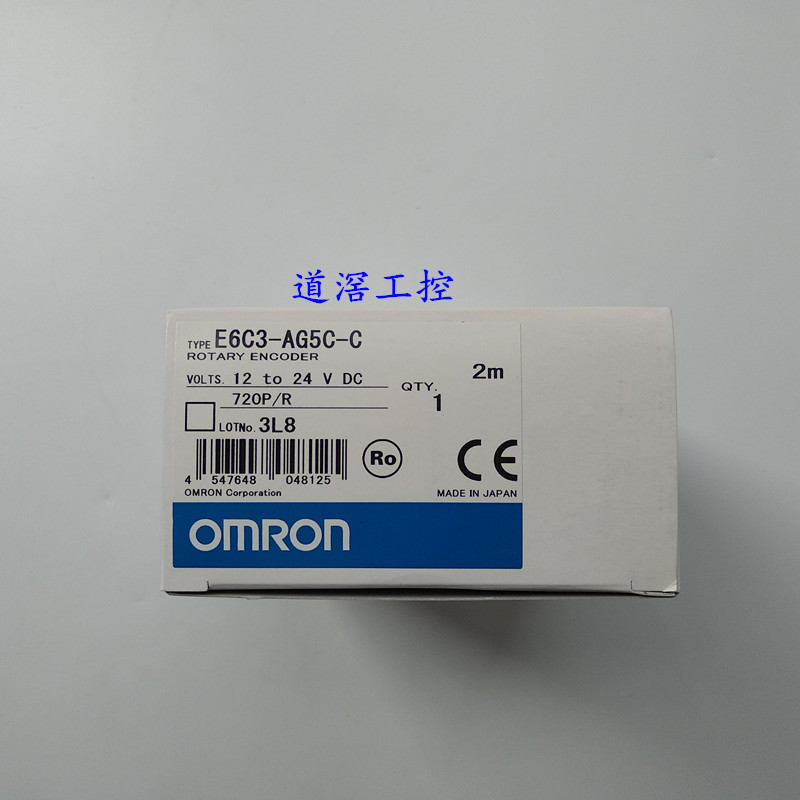 道滘工控
TYPE E6C3-AG5C-C
ROTARY ENCODER
VOLTS. 12 to 24 V DC
720P/R
QTY. 1
2m
LOTNo. 3L8
4 547648 048125
Ro
CE
OMRON Corporation
MADE IN JAPAN
OMRON